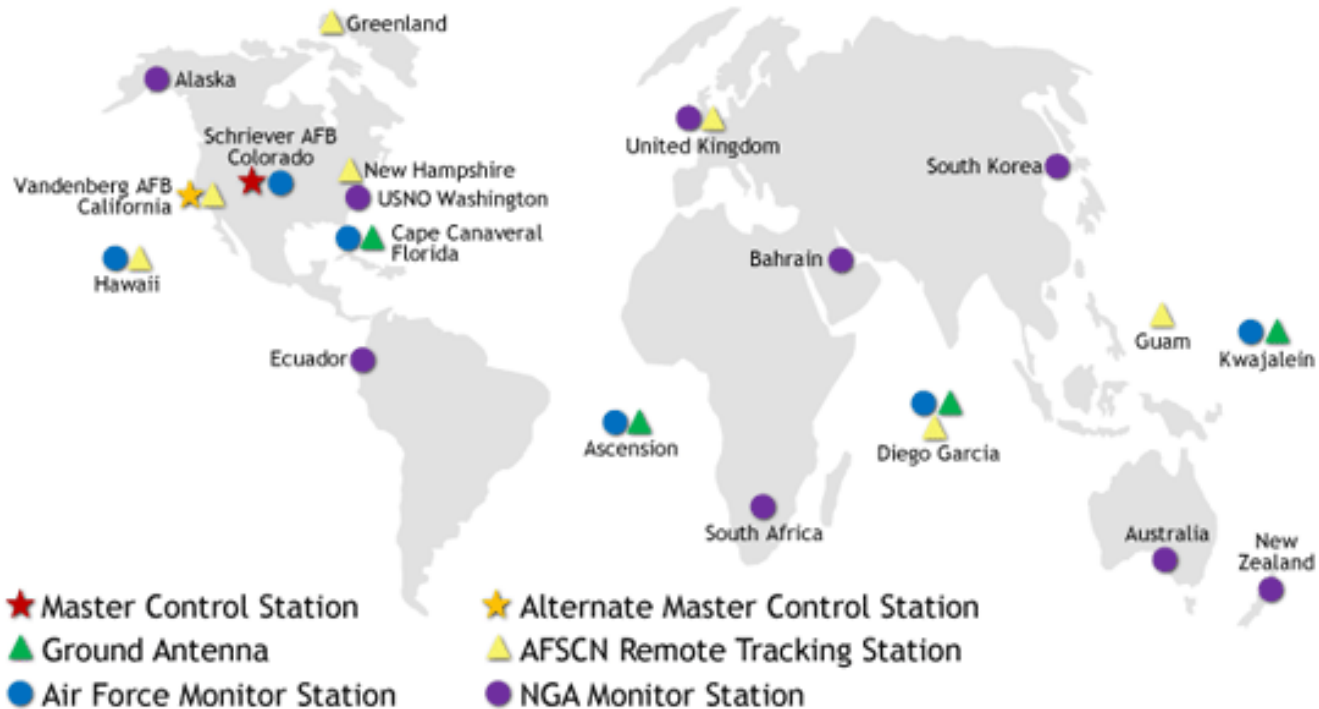 Greenland
Alaska
Schriever AFB
Colorado
New Hampshire
Vandenberg AFB
California
USNO Washington
Cape Canaveral
Florida
Hawaii
United Kingdom
South Korea
Bahrain
Guam
Kwajalein
Ecuador
Ascension
Diego Garcia
South Africa
Australia
New
Zealand
Master Control Station
Alternate Master Control Station
Ground Antenna
AFSCN Remote Tracking Station
Air Force Monitor Station
NGA Monitor Station